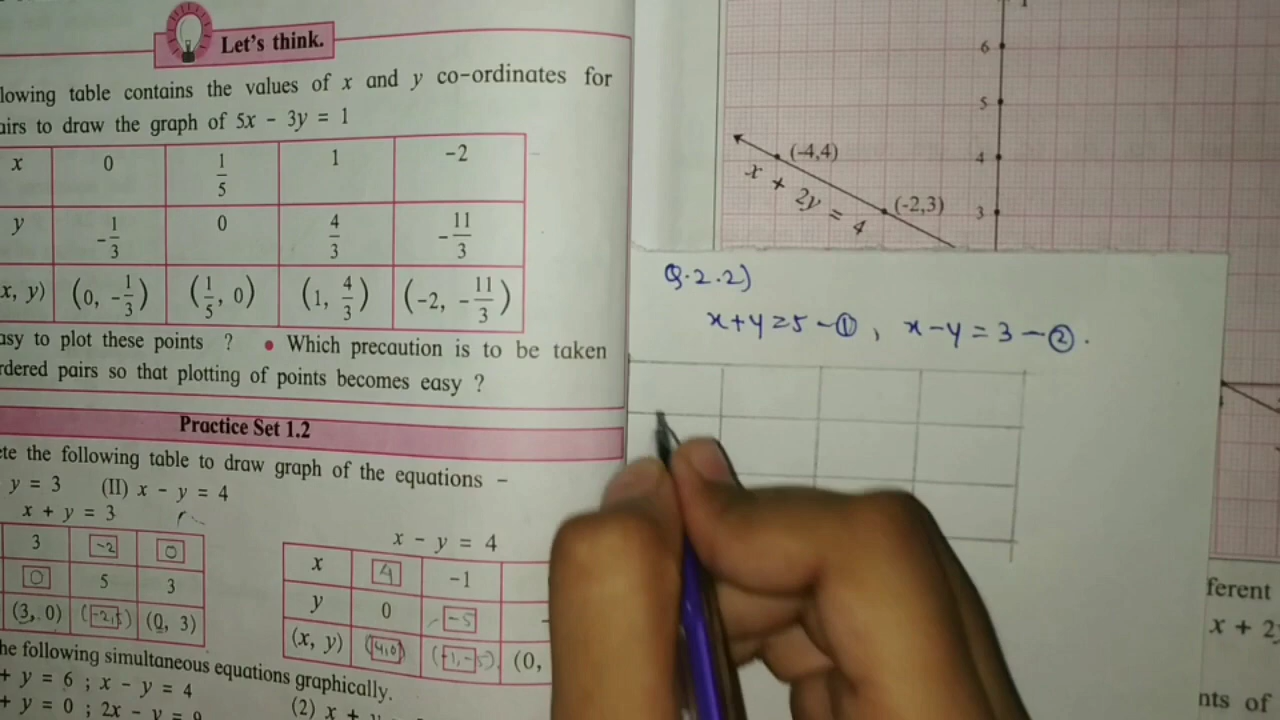 Let's think.
lowing table contains the values of x and y co-ordinates for
airs to draw the graph of 5x - 3y = 1
x 0 1/5 1 -2
y -1/3 0 4/3 -11/3
x, y) (0, -1/3) (1/5, 0) (1, 4/3) (-2, -11/3)
asy to plot these points ? • Which precaution is to be taken
rdered pairs so that plotting of points becomes easy ?
Practice Set 1.2
ete the following table to draw graph of the equations -
y = 3 (II) x - y = 4
x + y = 3
3 -2 0
0 5 3
(3, 0) (0, 3)
x - y = 4
x 4 -1
y 0 -5
(x, y) (4,0) (-1,-5) (0,
he following simultaneous equations graphically.
+ y = 6 ; x - y = 4
+ y = 0 ; 2x - y = 9
(2) x +
6
5
4
3
(-4,4)
(-2,3)
x + 2y = 4
Q.2.2)
x+y=5-①, x-y=3-②.
ferent
x + 2
nts of